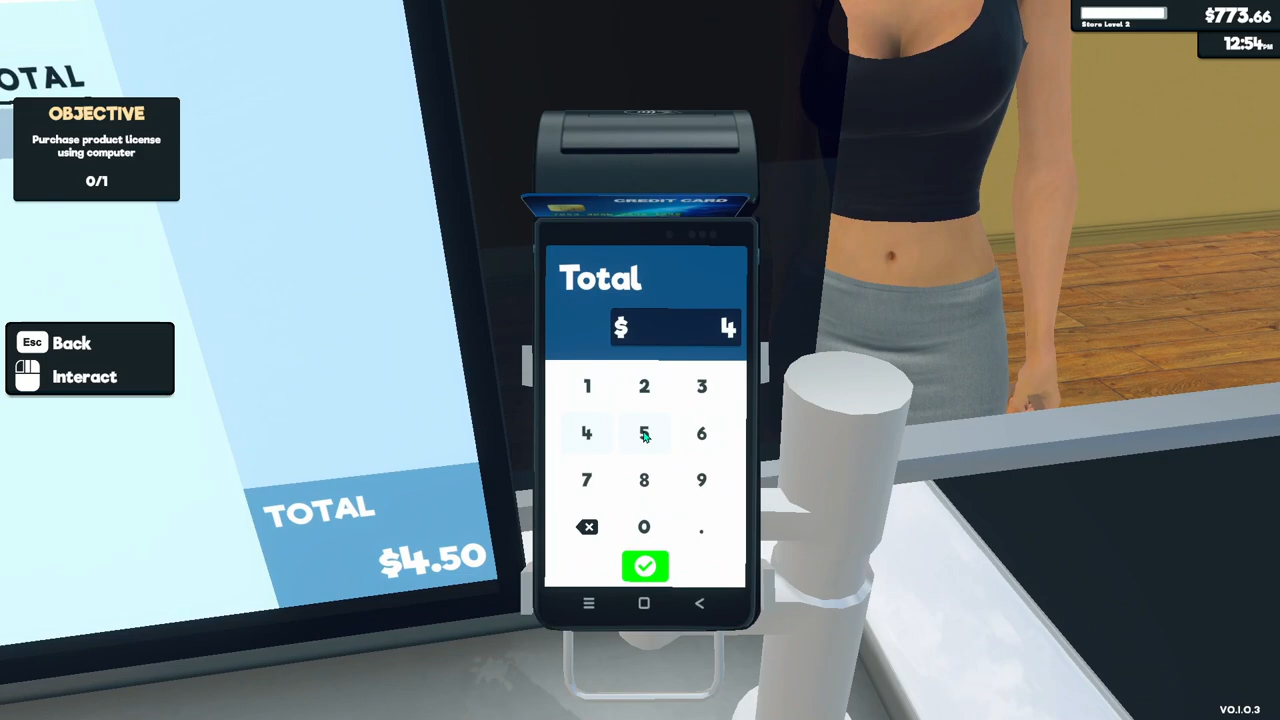 $773.66
Store Level 2
12:54PM
OTAL
OBJECTIVE
Purchase product license
using computer
0/1
CREDIT CARD
Total
$ 4
Esc Back
Interact
1 2 3
4 5 6
7 8 9
0 .
TOTAL
$4.50
V0.1.0.3